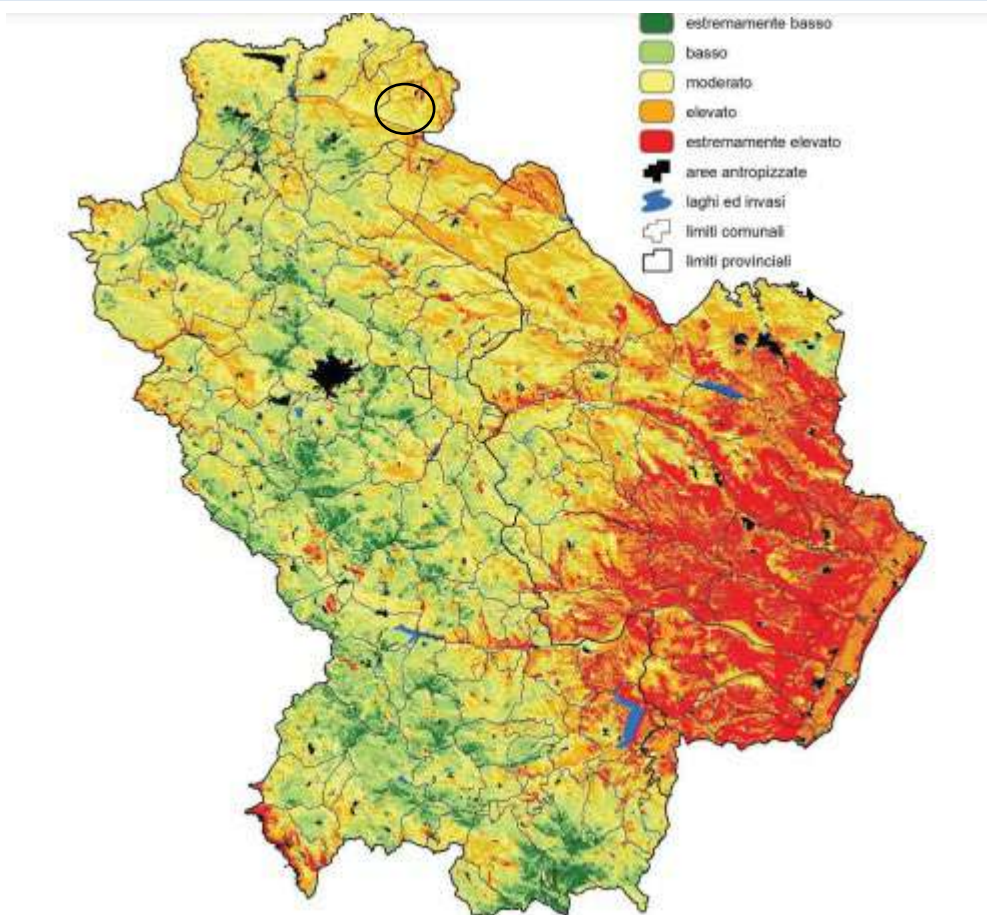 estremamente basso
basso
moderato
elevato
estremamente elevato
aree antropizzate
laghi ed invasi
limiti comunali
limiti provinciali